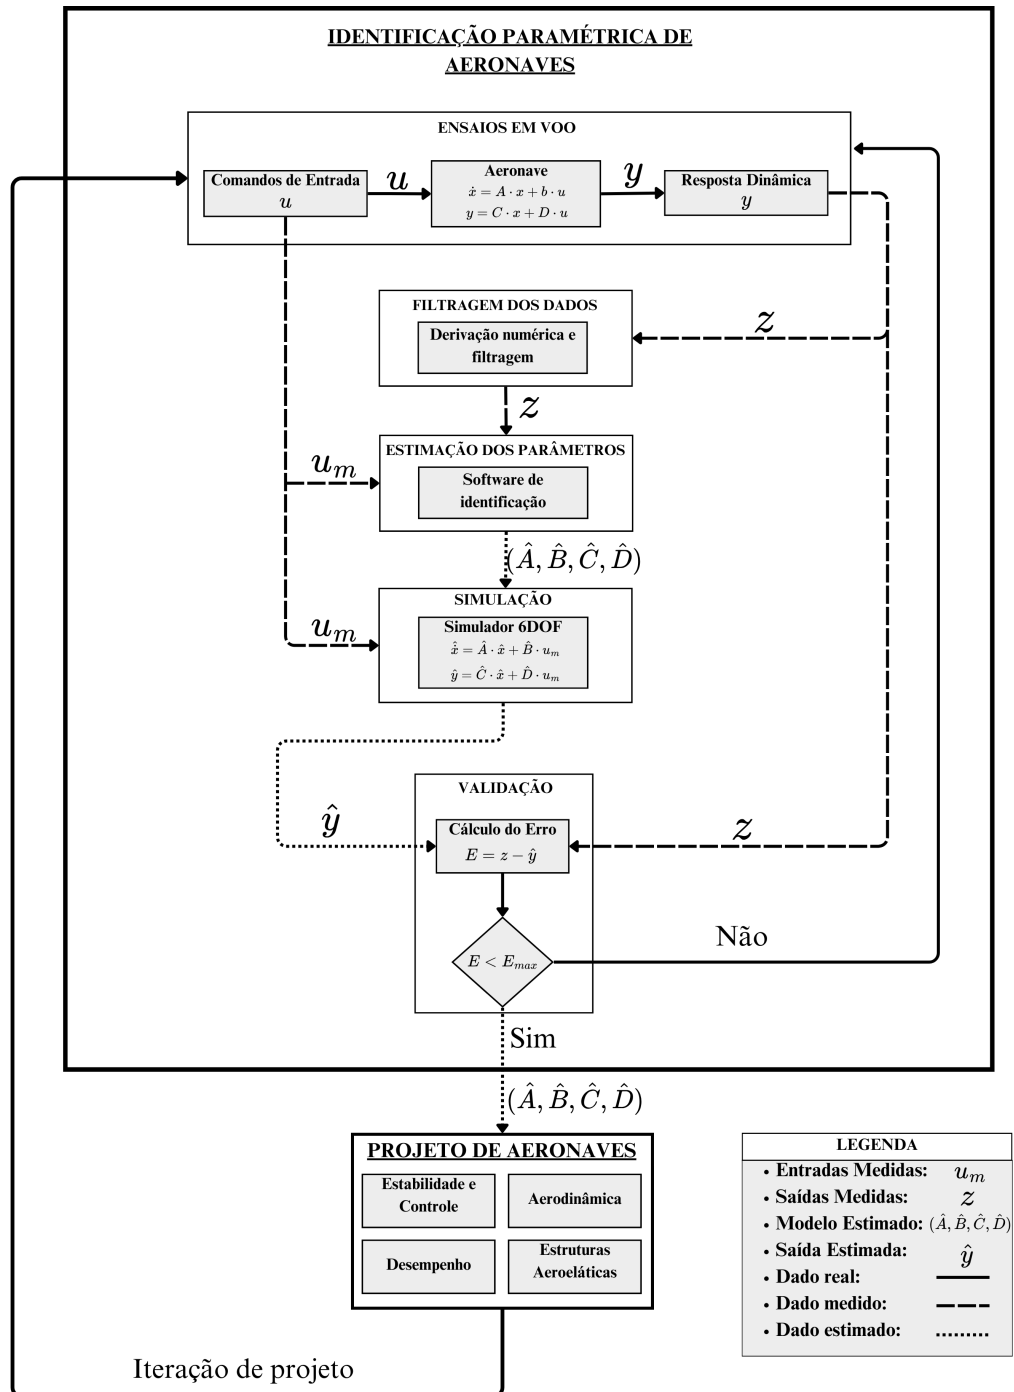 IDENTIFICAÇÃO PARAMÉTRICA DE
AERONAVES
ENSAIOS EM VOO
Comandos de Entrada
u
u
Aeronave
ẋ = A · x + b · u
y = C · x + D · u
y
Resposta Dinâmica
y
FILTRAGEM DOS DADOS
Derivação numérica e
filtragem
z
z
ESTIMAÇÃO DOS PARÂMETROS
Software de
identificação
u_m
(Â, B̂, Ĉ, D̂)
SIMULAÇÃO
Simulador 6DOF
x̂̇ = Â · x̂ + B̂ · u_m
ŷ = Ĉ · x̂ + D̂ · u_m
u_m
VALIDAÇÃO
Cálculo do Erro
E = z − ŷ
ŷ
z
E < E_max
Não
Sim
(Â, B̂, Ĉ, D̂)
PROJETO DE AERONAVES
Estabilidade e
Controle
Aerodinâmica
Desempenho
Estruturas
Aeroeláticas
Iteração de projeto
LEGENDA
• Entradas Medidas: u_m
• Saídas Medidas: z
• Modelo Estimado: (Â, B̂, Ĉ, D̂)
• Saída Estimada: ŷ
• Dado real:
• Dado medido:
• Dado estimado: